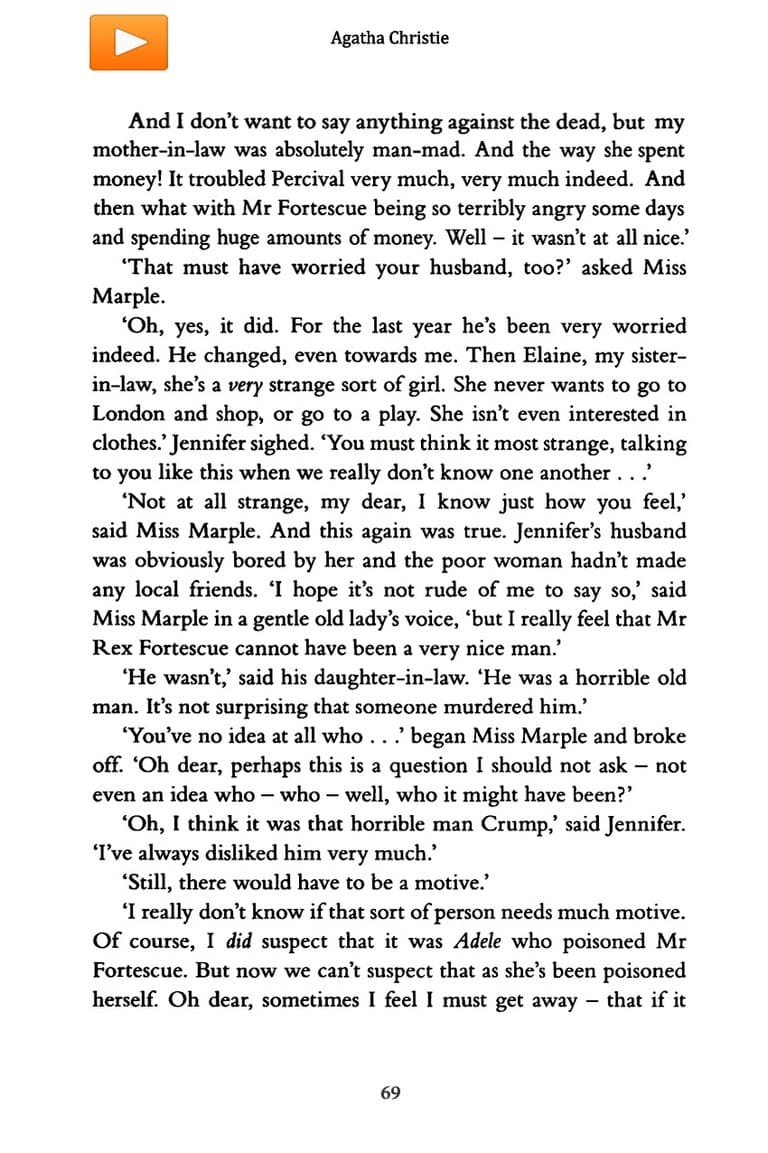 Agatha Christie
And I don’t want to say anything against the dead, but my
mother-in-law was absolutely man-mad. And the way she spent
money! It troubled Percival very much, very much indeed. And
then what with Mr Fortescue being so terribly angry some days
and spending huge amounts of money. Well – it wasn’t at all nice.’
‘That must have worried your husband, too?’ asked Miss
Marple.
‘Oh, yes, it did. For the last year he’s been very worried
indeed. He changed, even towards me. Then Elaine, my sister-
in-law, she’s a very strange sort of girl. She never wants to go to
London and shop, or go to a play. She isn’t even interested in
clothes.’ Jennifer sighed. ‘You must think it most strange, talking
to you like this when we really don’t know one another . . .’
‘Not at all strange, my dear, I know just how you feel,’
said Miss Marple. And this again was true. Jennifer’s husband
was obviously bored by her and the poor woman hadn’t made
any local friends. ‘I hope it’s not rude of me to say so,’ said
Miss Marple in a gentle old lady’s voice, ‘but I really feel that Mr
Rex Fortescue cannot have been a very nice man.’
‘He wasn’t,’ said his daughter-in-law. ‘He was a horrible old
man. It’s not surprising that someone murdered him.’
‘You’ve no idea at all who . . .’ began Miss Marple and broke
off. ‘Oh dear, perhaps this is a question I should not ask – not
even an idea who – who – well, who it might have been?’
‘Oh, I think it was that horrible man Crump,’ said Jennifer.
‘I’ve always disliked him very much.’
‘Still, there would have to be a motive.’
‘I really don’t know if that sort of person needs much motive.
Of course, I did suspect that it was Adele who poisoned Mr
Fortescue. But now we can’t suspect that as she’s been poisoned
herself. Oh dear, sometimes I feel I must get away – that if it
69